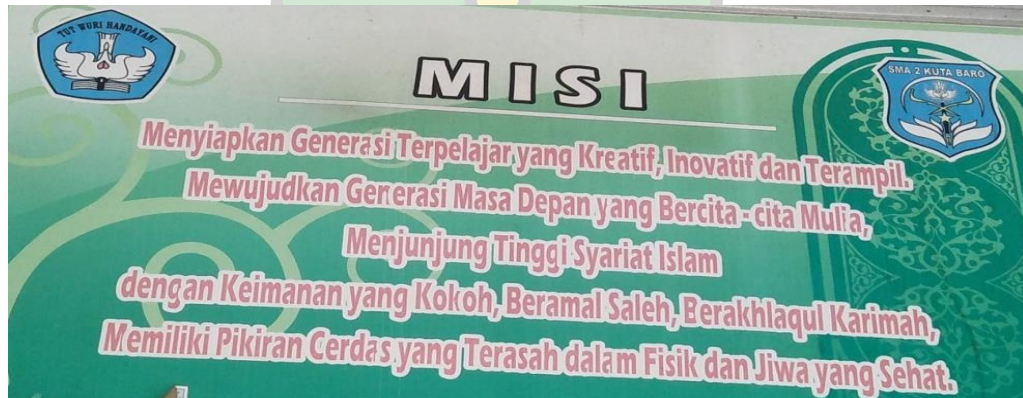 TUT WURI HANDAYANI
SMA 2 KUTA BARO
MISI
Menyiapkan Generasi Terpelajar yang Kreatif, Inovatif dan Terampil.
Mewujudkan Generasi Masa Depan yang Bercita - cita Mulia,
Menjunjung Tinggi Syariat Islam
dengan Keimanan yang Kokoh, Beramal Saleh, Berakhlaqul Karimah,
Memiliki Pikiran Cerdas yang Terasah dalam Fisik dan Jiwa yang Sehat.